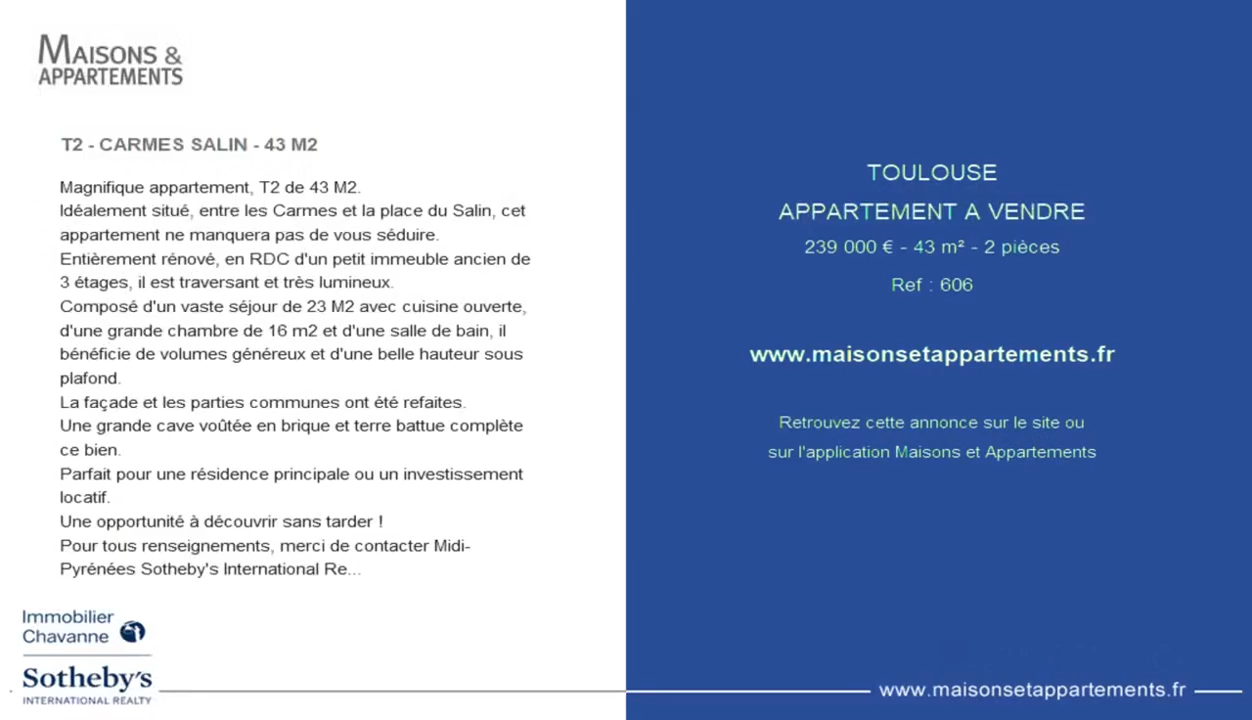 MAISONS &
APPARTEMENTS
T2 - CARMES SALIN - 43 M2
Magnifique appartement, T2 de 43 M2.
Idéalement situé, entre les Carmes et la place du Salin, cet
appartement ne manquera pas de vous séduire.
Entièrement rénové, en RDC d'un petit immeuble ancien de
3 étages, il est traversant et très lumineux.
Composé d'un vaste séjour de 23 M2 avec cuisine ouverte,
d'une grande chambre de 16 m2 et d'une salle de bain, il
bénéficie de volumes généreux et d'une belle hauteur sous
plafond.
La façade et les parties communes ont été refaites.
Une grande cave voûtée en brique et terre battue complète
ce bien.
Parfait pour une résidence principale ou un investissement
locatif.
Une opportunité à découvrir sans tarder !
Pour tous renseignements, merci de contacter Midi-
Pyrénées Sotheby's International Re...
Immobilier
Chavanne
Sotheby's
INTERNATIONAL REALTY
TOULOUSE
APPARTEMENT A VENDRE
239 000 € - 43 m² - 2 pièces
Ref : 606
www.maisonsetappartements.fr
Retrouvez cette annonce sur le site ou
sur l'application Maisons et Appartements
www.maisonsetappartements.fr